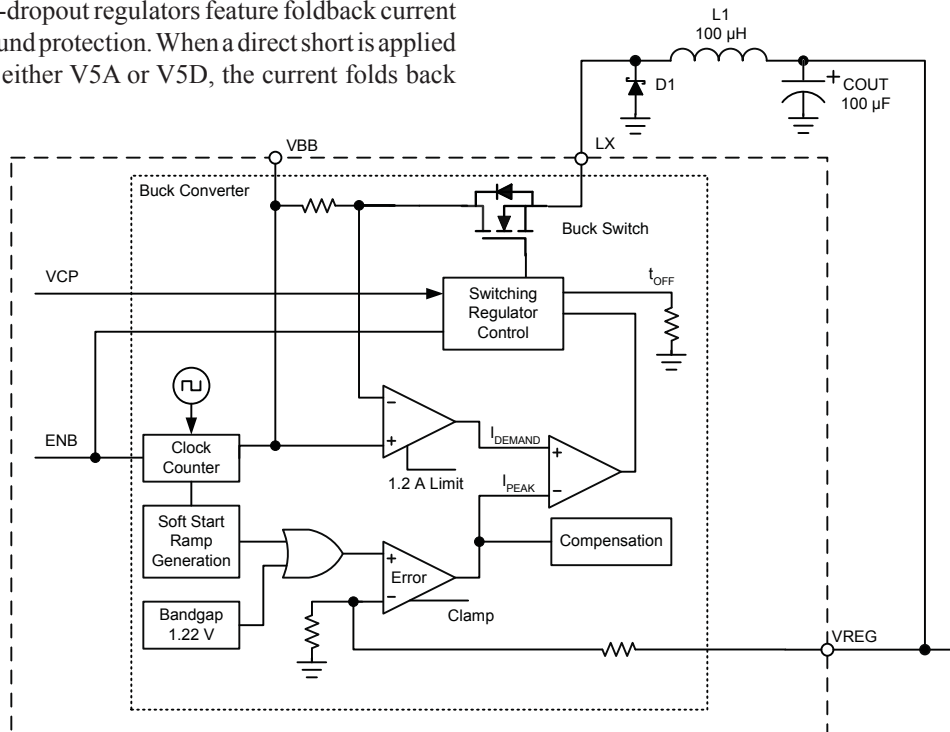 -dropout regulators feature foldback current
und protection. When a direct short is applied
either V5A or V5D, the current folds back
L1
100 µH
D1
+
COUT
100 µF
VBB
LX
Buck Converter
Buck Switch
VCP
tOFF
Switching
Regulator
Control
ENB
Clock
Counter
−
+
1.2 A Limit
IDEMAND
IPEAK
+
−
Soft Start
Ramp
Generation
Compensation
+
Error
−
Clamp
Bandgap
1.22 V
VREG